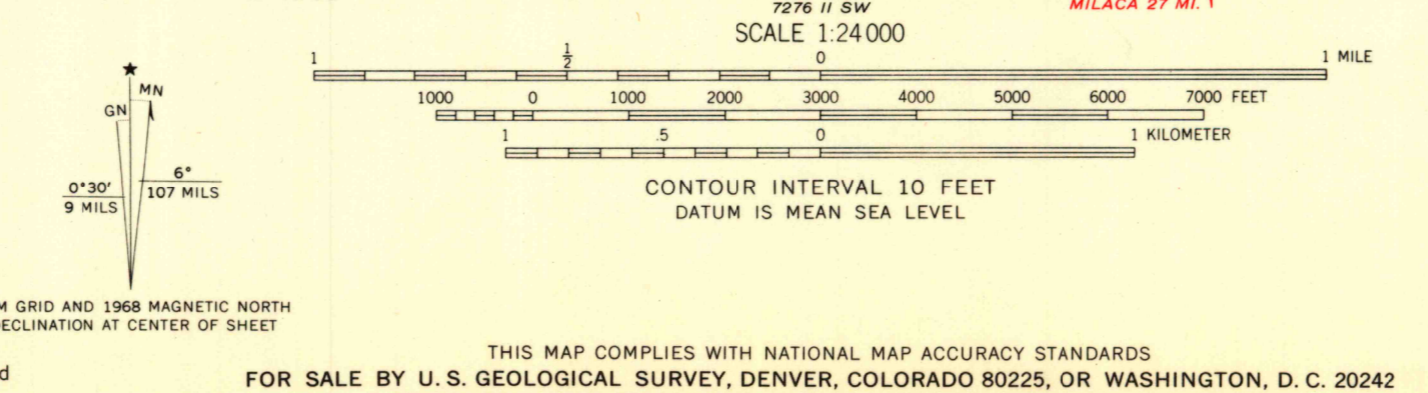 7276 II SW
MILACA 27 MI.
SCALE 1:24 000
1 1/2 0 1 MILE
1000 0 1000 2000 3000 4000 5000 6000 7000 FEET
1 .5 0 1 KILOMETER
CONTOUR INTERVAL 10 FEET
DATUM IS MEAN SEA LEVEL
★
MN
GN
0°30′
9 MILS
6°
107 MILS
M GRID AND 1968 MAGNETIC NORTH
DECLINATION AT CENTER OF SHEET
THIS MAP COMPLIES WITH NATIONAL MAP ACCURACY STANDARDS
FOR SALE BY U. S. GEOLOGICAL SURVEY, DENVER, COLORADO 80225, OR WASHINGTON, D. C. 20242
d